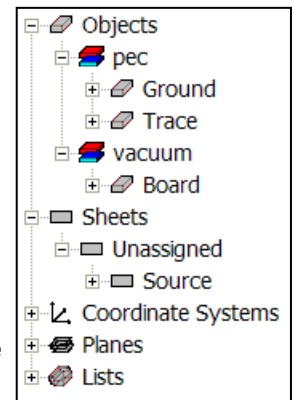 Objects
pec
Ground
Trace
vacuum
Board
Sheets
Unassigned
Source
Coordinate Systems
Planes
Lists